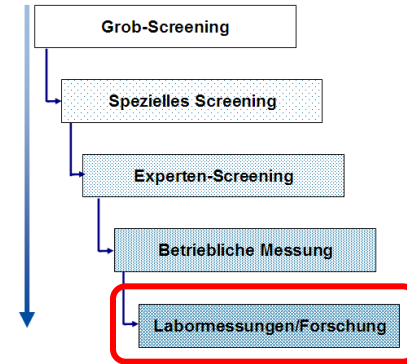 Grob-Screening
Spezielles Screening
Experten-Screening
Betriebliche Messung
Labormessungen/Forschung